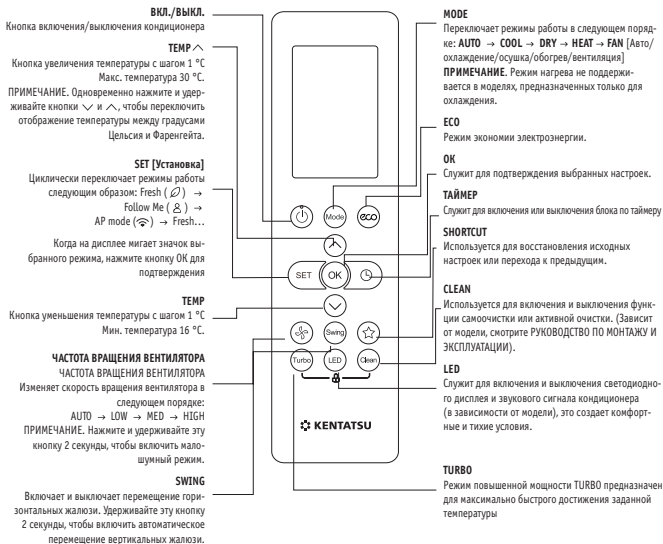 ВКЛ./ВЫКЛ.
Кнопка включения/выключения кондиционера
TEMP
Кнопка увеличения температуры с шагом 1 °C
Макс. температура 30 °C.
ПРИМЕЧАНИЕ. Одновременно нажмите и удер-
живайте кнопки ∨ и ∧, чтобы переключить
отображение температуры между градусами
Цельсия и Фаренгейта.
SET [Установка]
Циклически переключает режимы работы
следующим образом: Fresh ( ) →
Follow Me ( ) →
AP mode ( ) → Fresh...
Когда на дисплее мигает значок вы-
бранного режима, нажмите кнопку ОК для
подтверждения
TEMP
Кнопка уменьшения температуры с шагом 1 °C
Мин. температура 16 °C.
ЧАСТОТА ВРАЩЕНИЯ ВЕНТИЛЯТОРА
ЧАСТОТА ВРАЩЕНИЯ ВЕНТИЛЯТОРА
Изменяет скорость вращения вентилятора в
следующем порядке:
AUTO → LOW → MED → HIGH
ПРИМЕЧАНИЕ. Нажмите и удерживайте эту
кнопку 2 секунды, чтобы включить мало-
шумный режим.
SWING
Включает и выключает перемещение гори-
зонтальных жалюзи. Удерживайте эту кнопку
2 секунды, чтобы включить автоматическое
перемещение вертикальных жалюзи.
Mode
eco
SET
OK
Swing
Turbo
LED
Clean
KENTATSU
MODE
Переключает режимы работы в следующем поряд-
ке: AUTO → COOL → DRY → HEAT → FAN [Авто/
охлаждение/осушка/обогрев/вентиляция]
ПРИМЕЧАНИЕ. Режим нагрева не поддержи-
вается в моделях, предназначенных только для
охлаждения.
ECO
Режим экономии электроэнергии.
ОК
Служит для подтверждения выбранных настроек.
ТАЙМЕР
Служит для включения или выключения блока по таймеру
SHORTCUT
Используется для восстановления исходных
настроек или перехода к предыдущим.
CLEAN
Используется для включения и выключения функ-
ции самоочистки или активной очистки. (Зависит
от модели, смотрите РУКОВОДСТВО ПО МОНТАЖУ И
ЭКСПЛУАТАЦИИ).
LED
Служит для включения и выключения светодиодно-
го дисплея и звукового сигнала кондиционера
(в зависимости от модели), это создает комфорт-
ные и тихие условия.
TURBO
Режим повышенной мощности TURBO предназначен
для максимально быстрого достижения заданной
температуры